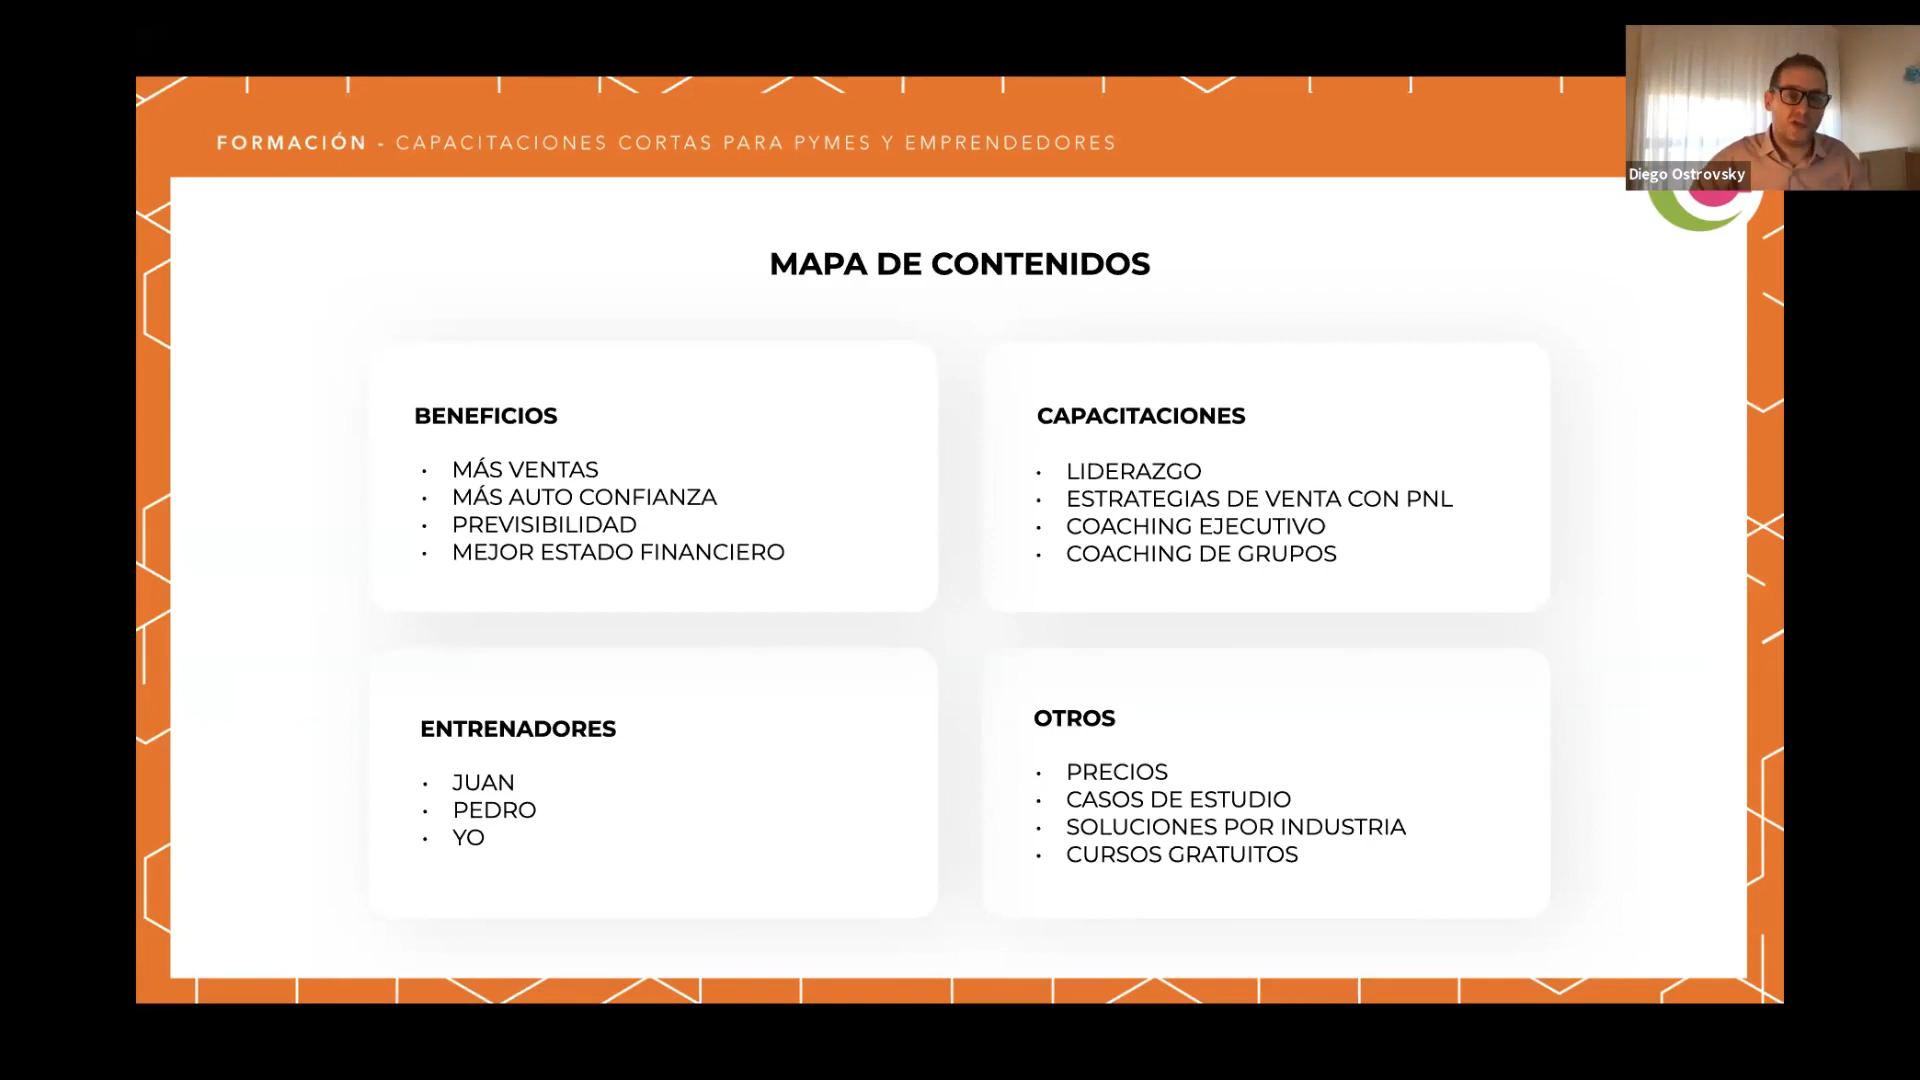 FORMACIÓN - CAPACITACIONES CORTAS PARA PYMES Y EMPRENDEDORES
Diego Ostrovsky
MAPA DE CONTENIDOS
BENEFICIOS
• MÁS VENTAS
• MÁS AUTO CONFIANZA
• PREVISIBILIDAD
• MEJOR ESTADO FINANCIERO
CAPACITACIONES
• LIDERAZGO
• ESTRATEGIAS DE VENTA CON PNL
• COACHING EJECUTIVO
• COACHING DE GRUPOS
ENTRENADORES
• JUAN
• PEDRO
• YO
OTROS
• PRECIOS
• CASOS DE ESTUDIO
• SOLUCIONES POR INDUSTRIA
• CURSOS GRATUITOS